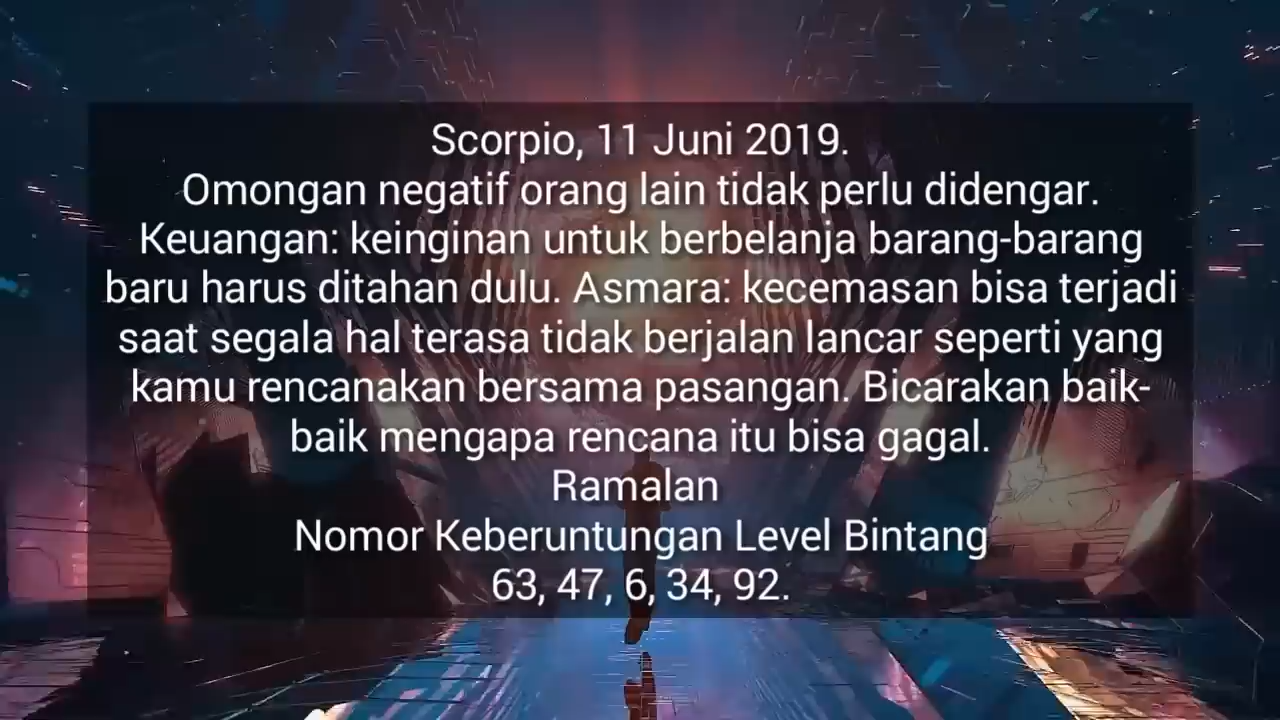 Scorpio, 11 Juni 2019.
Omongan negatif orang lain tidak perlu didengar.
Keuangan: keinginan untuk berbelanja barang-barang
baru harus ditahan dulu. Asmara: kecemasan bisa terjadi
saat segala hal terasa tidak berjalan lancar seperti yang
kamu rencanakan bersama pasangan. Bicarakan baik-
baik mengapa rencana itu bisa gagal.
Ramalan
Nomor Keberuntungan Level Bintang
63, 47, 6, 34, 92.